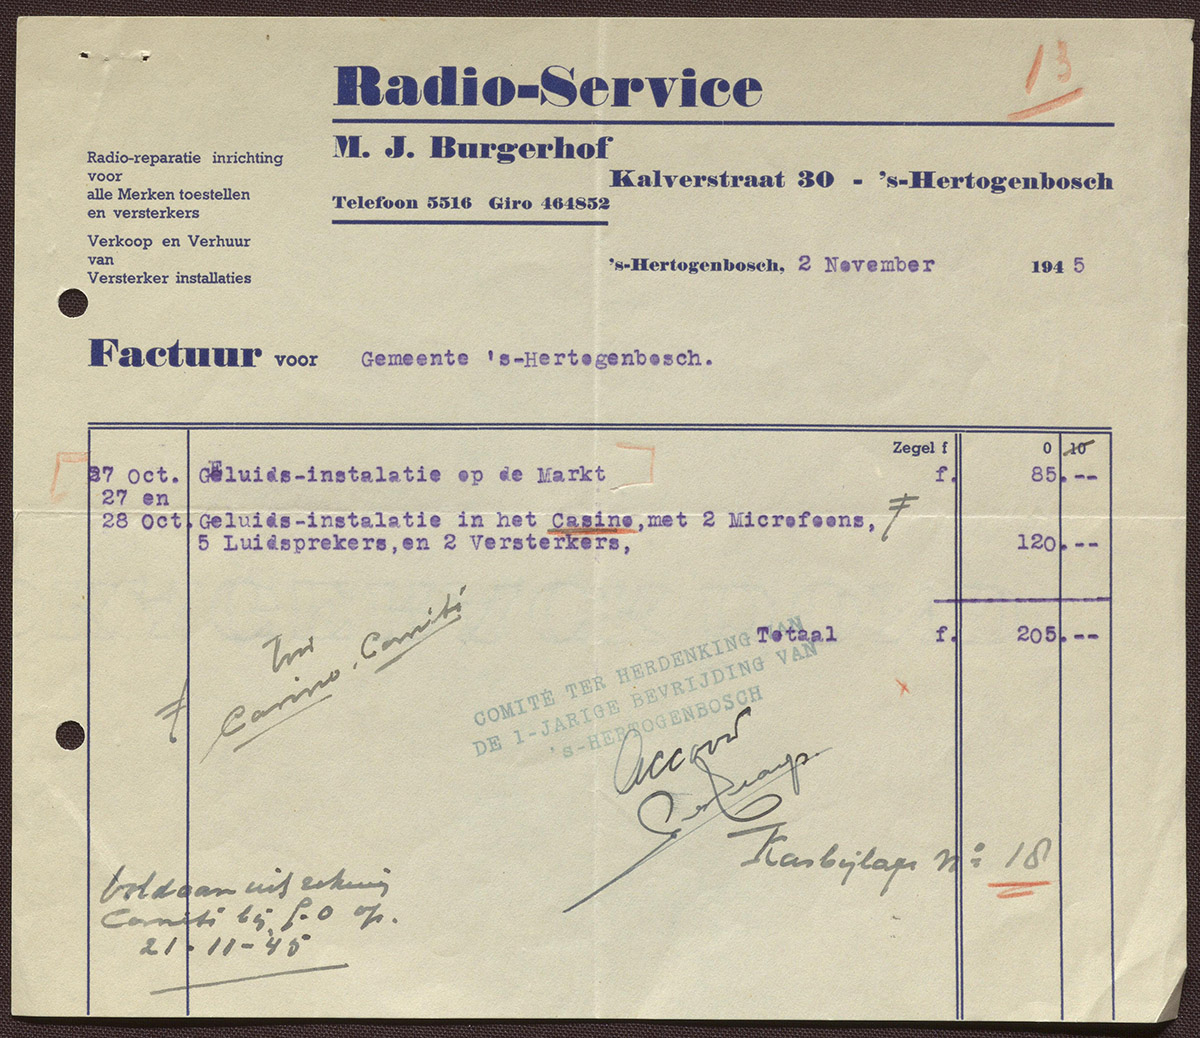 13
Radio-Service
M. J. Burgerhof
Kalverstraat 30 - 's-Hertogenbosch
Telefoon 5516 Giro 464852
Radio-reparatie inrichting
voor
alle Merken toestellen
en versterkers
Verkoop en Verhuur
van
Versterker installaties
's-Hertogenbosch, 2 November 1945
Factuur voor Gemeente 's-Hertogenbosch.
Zegel f 0 10
27 Oct. Geluids-instalatie op de Markt f. 85.--
27 en
28 Oct. Geluids-instalatie in het Casino, met 2 Microfoons,
5 Luidsprekers, en 2 Versterkers, 120.--
Totaal f. 205.--
Casino-Comité
COMITÉ TER HERDENKING VAN
DE 1-JARIGE BEVRIJDING VAN
's-HERTOGENBOSCH
Accoord
Kasbijlage No 18
Voldaan uit
Comité bij op.
21-11-45